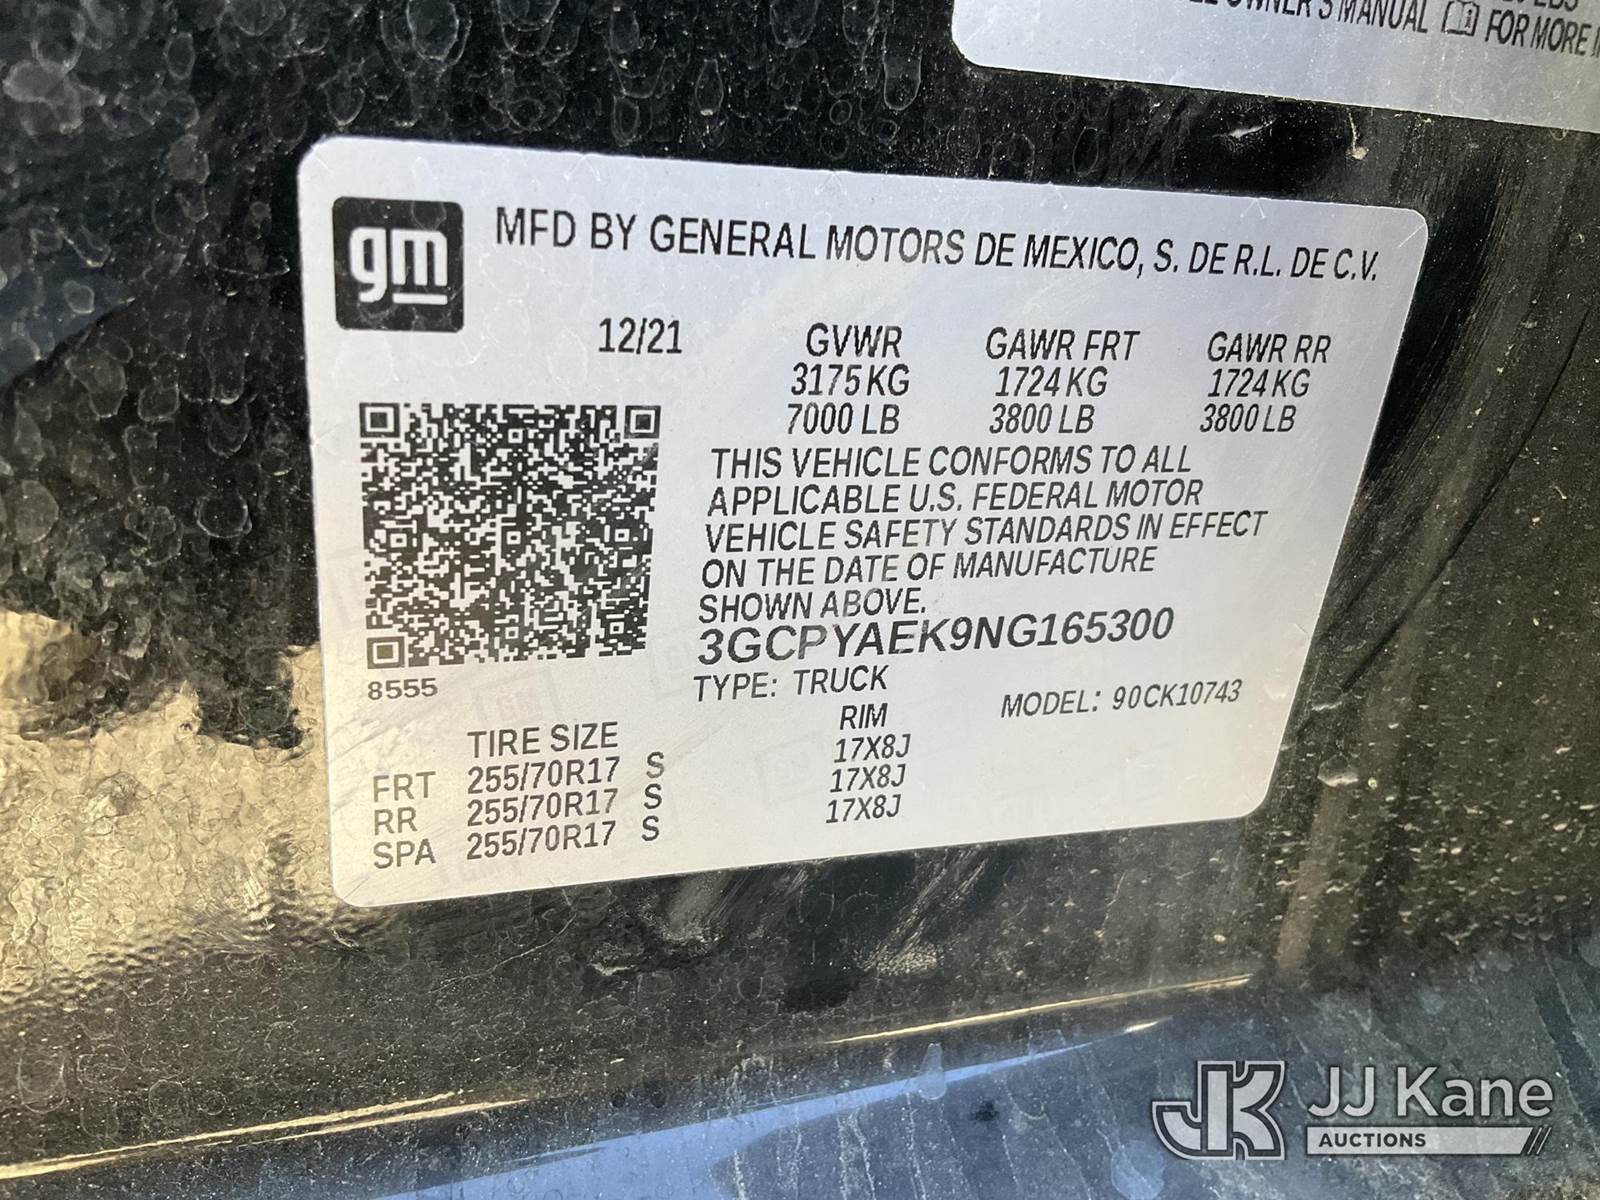 OWNER'S MANUAL FOR MORE
gm
MFD BY GENERAL MOTORS DE MEXICO, S. DE R.L. DE C.V.
12/21 GVWR GAWR FRT GAWR RR
3175 KG 1724 KG 1724 KG
7000 LB 3800 LB 3800 LB
THIS VEHICLE CONFORMS TO ALL
APPLICABLE U.S. FEDERAL MOTOR
VEHICLE SAFETY STANDARDS IN EFFECT
ON THE DATE OF MANUFACTURE
SHOWN ABOVE.
3GCPYAEK9NG165300
8555
TYPE: TRUCK MODEL: 90CK10743
TIRE SIZE RIM
FRT 255/70R17 S 17X8J
RR 255/70R17 S 17X8J
SPA 255/70R17 S 17X8J
JK JJ Kane
AUCTIONS